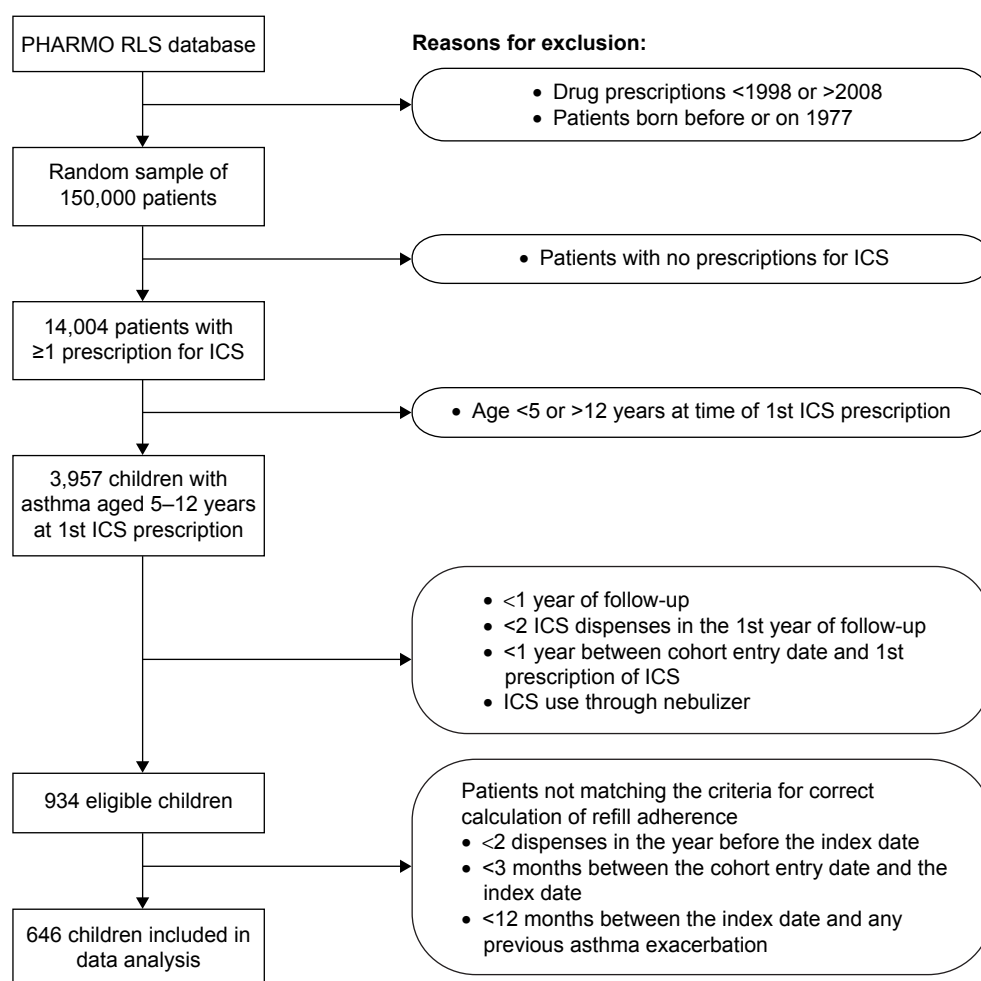 PHARMO RLS database
Reasons for exclusion:
• Drug prescriptions <1998 or >2008
• Patients born before or on 1977
Random sample of
150,000 patients
• Patients with no prescriptions for ICS
14,004 patients with
≥1 prescription for ICS
• Age <5 or >12 years at time of 1st ICS prescription
3,957 children with
asthma aged 5–12 years
at 1st ICS prescription
• <1 year of follow-up
• <2 ICS dispenses in the 1st year of follow-up
• <1 year between cohort entry date and 1st
prescription of ICS
• ICS use through nebulizer
934 eligible children
Patients not matching the criteria for correct
calculation of refill adherence
• <2 dispenses in the year before the index date
• <3 months between the cohort entry date and the
index date
• <12 months between the index date and any
previous asthma exacerbation
646 children included in
data analysis